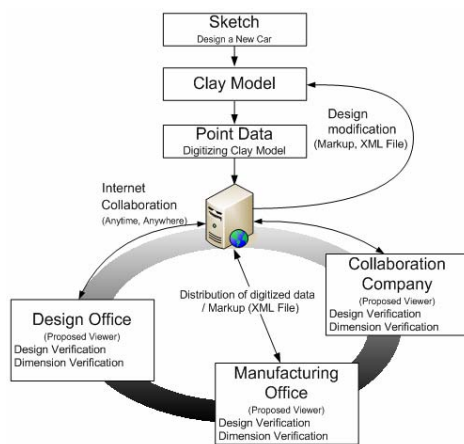 Sketch
Design a New Car
Clay Model
Point Data
Digitizing Clay Model
Design
modification
(Markup, XML File)
Internet
Collaboration
(Anytime, Anywhere)
Distribution of digitized data
/ Markup (XML File)
Collaboration
Company
(Proposed Viewer)
Design Verification
Dimension Verification
Design Office
(Proposed Viewer)
Design Verification
Dimension Verification
Manufacturing
Office
(Proposed Viewer)
Design Verification
Dimension Verification